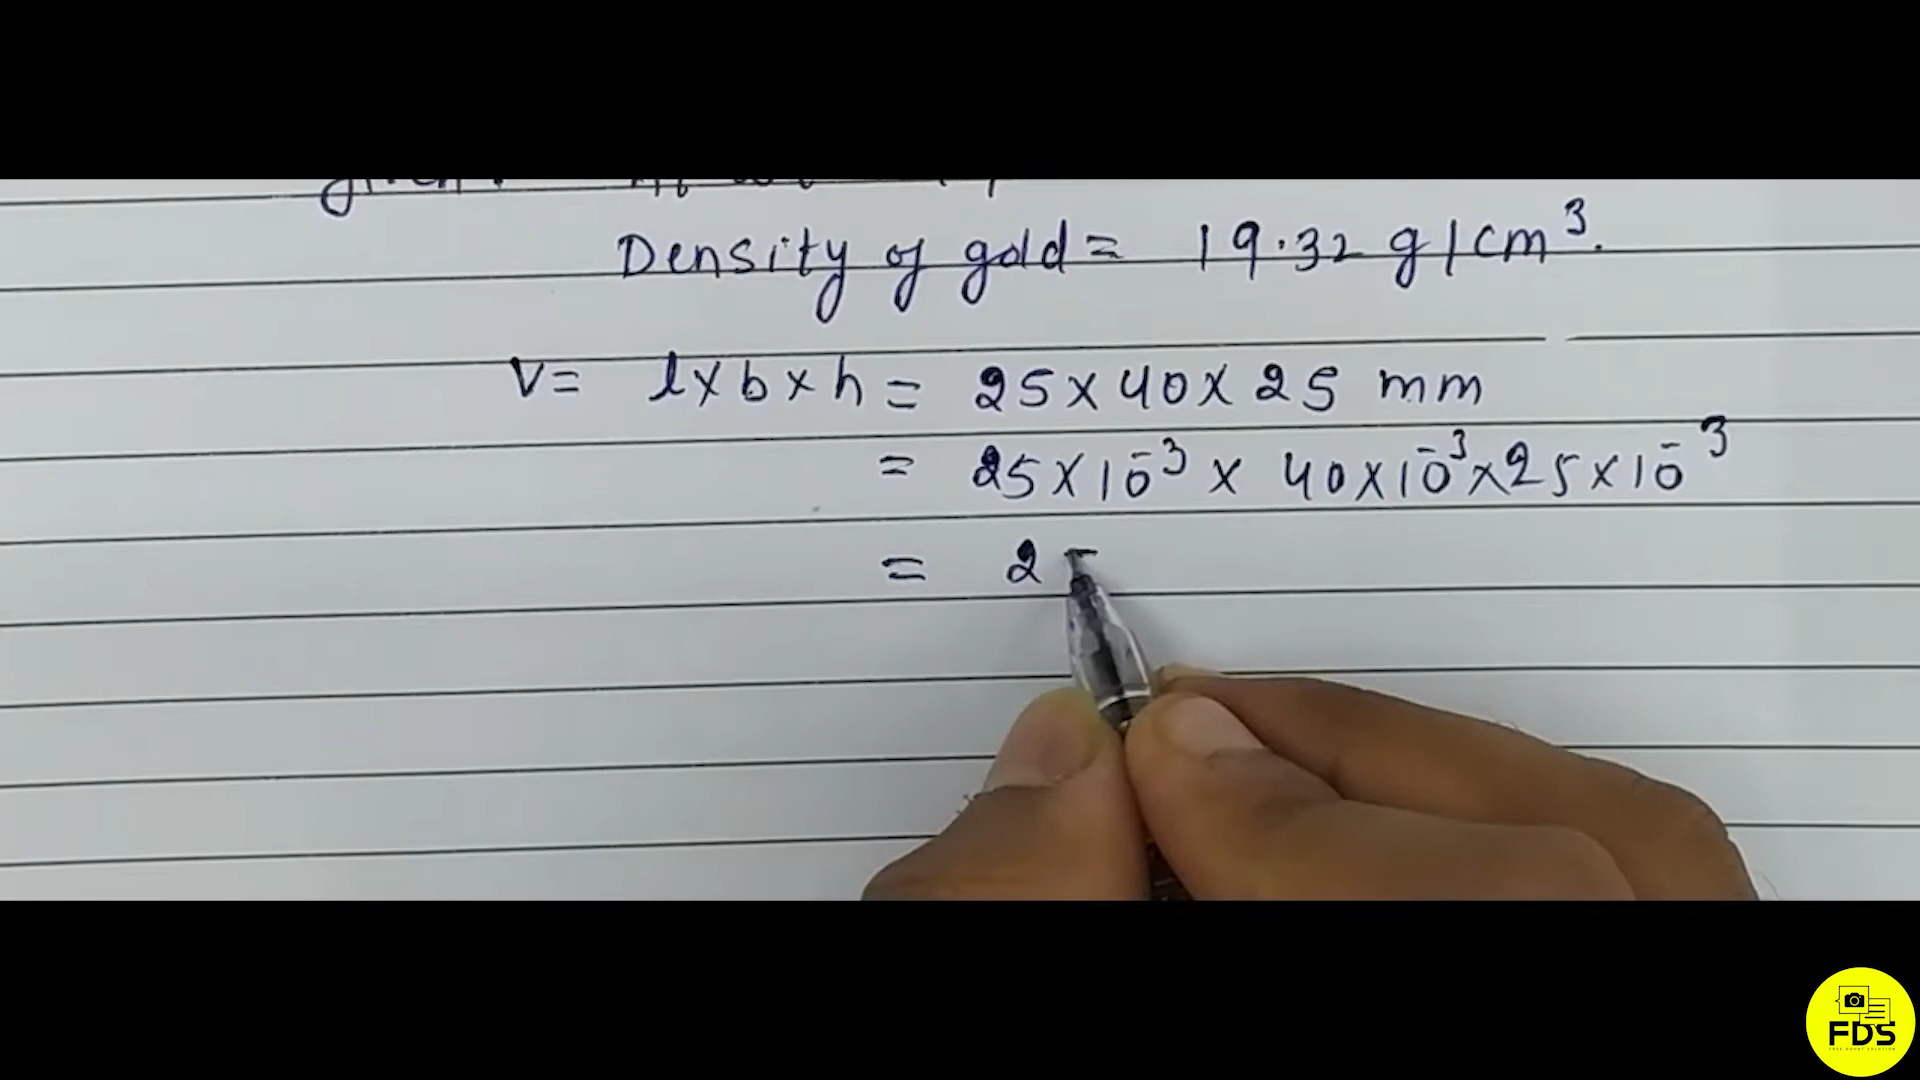 Density of gold = 19.32 g/cm³.
V = l×b×h = 25×40×25 mm
= 25×10⁻³ × 40×10⁻³×25×10⁻³
= 2
FDS